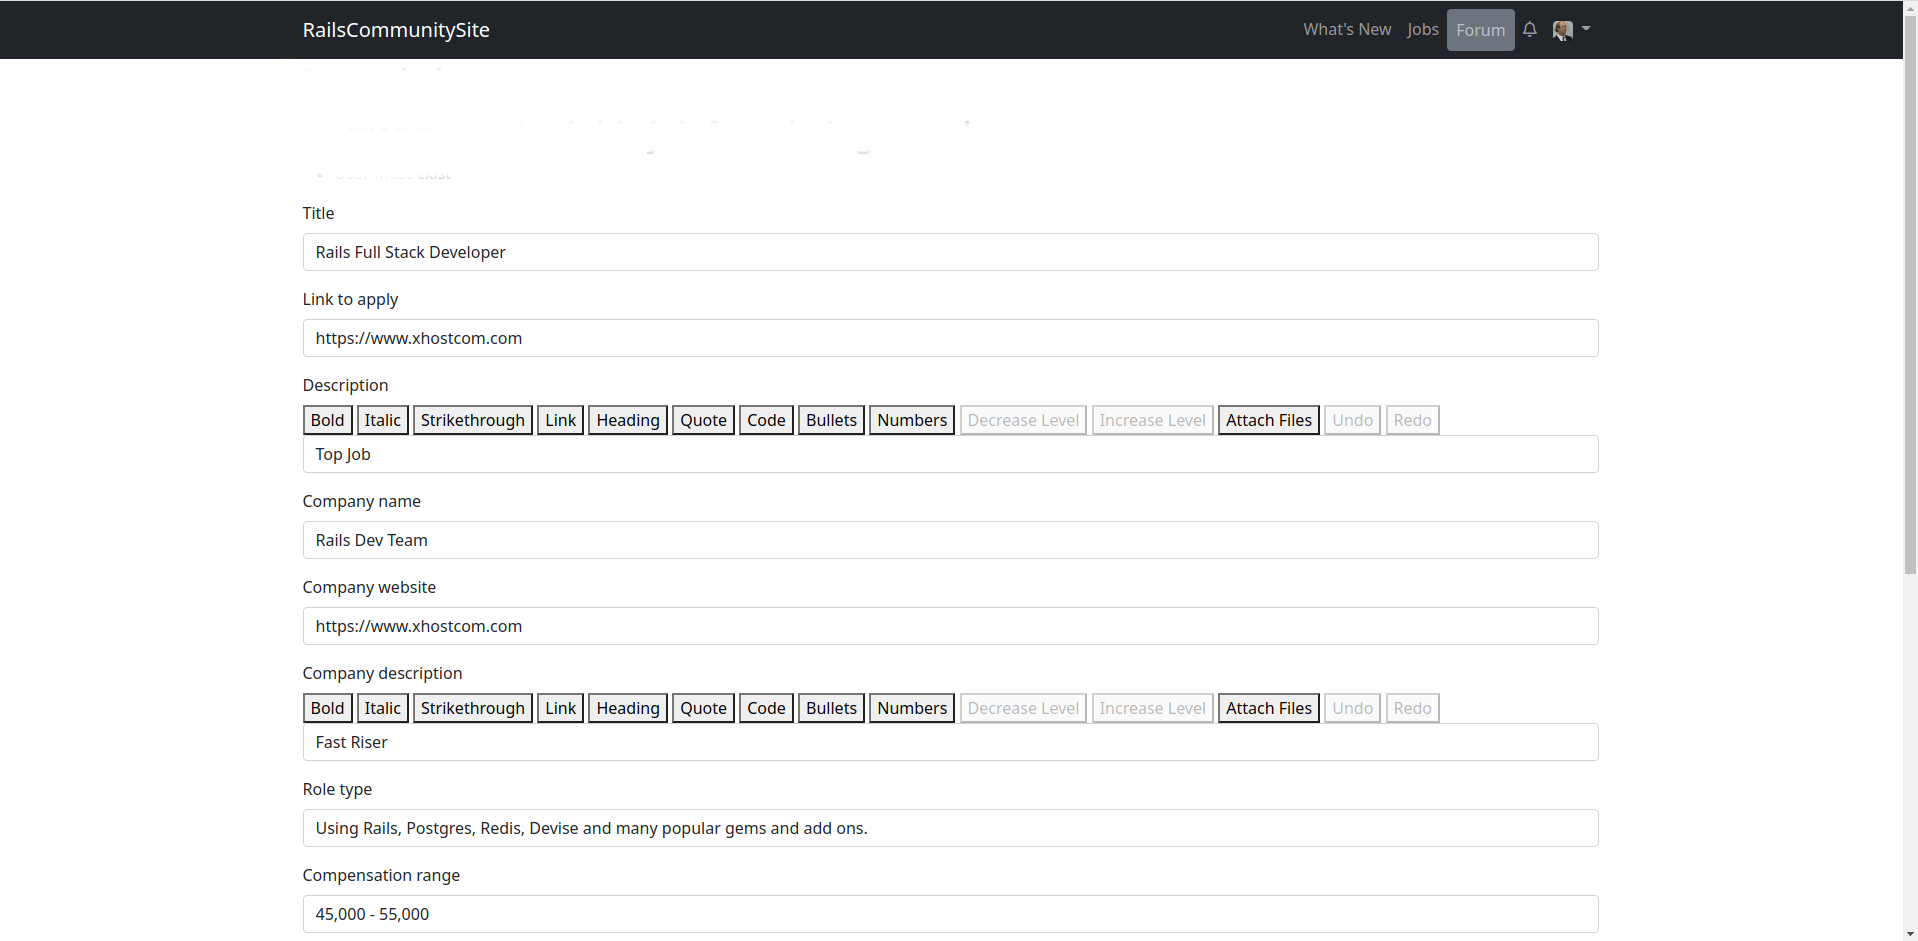 RailsCommunitySite
What's New Jobs Forum
exist
Title
Rails Full Stack Developer
Link to apply
https://www.xhostcom.com
Description
Bold Italic Strikethrough Link Heading Quote Code Bullets Numbers Decrease Level Increase Level Attach Files Undo Redo
Top Job
Company name
Rails Dev Team
Company website
https://www.xhostcom.com
Company description
Bold Italic Strikethrough Link Heading Quote Code Bullets Numbers Decrease Level Increase Level Attach Files Undo Redo
Fast Riser
Role type
Using Rails, Postgres, Redis, Devise and many popular gems and add ons.
Compensation range
45,000 - 55,000